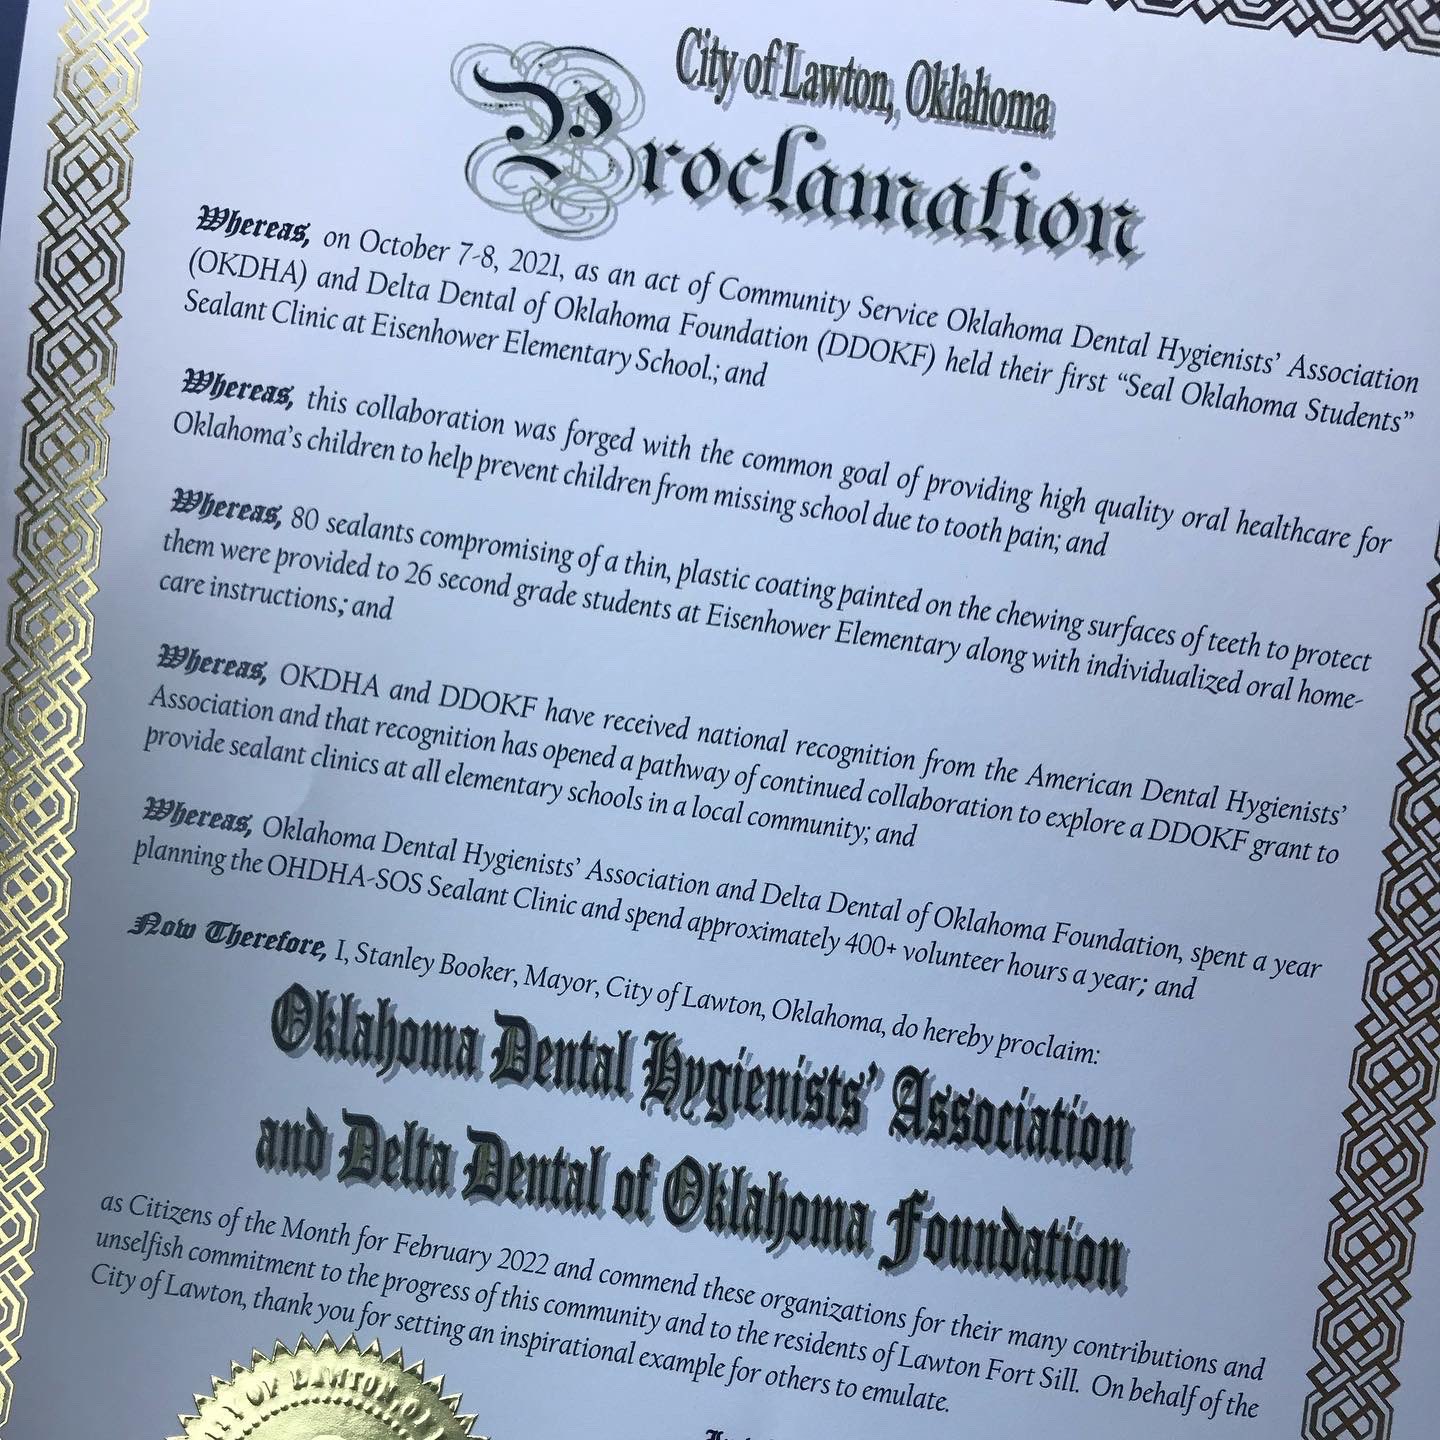 City of Lawton, Oklahoma
Proclamation
Whereas, on October 7-8, 2021, as an act of Community Service Oklahoma Dental Hygienists' Association
(OKDHA) and Delta Dental of Oklahoma Foundation (DDOKF) held their first “Seal Oklahoma Students”
Sealant Clinic at Eisenhower Elementary School.; and
Whereas, this collaboration was forged with the common goal of providing high quality oral healthcare for
Oklahoma's children to help prevent children from missing school due to tooth pain; and
Whereas, 80 sealants compromising of a thin, plastic coating painted on the chewing surfaces of teeth to protect
them were provided to 26 second grade students at Eisenhower Elementary along with individualized oral home-
care instructions; and
Whereas, OKDHA and DDOKF have received national recognition from the American Dental Hygienists'
Association and that recognition has opened a pathway of continued collaboration to explore a DDOKF grant to
provide sealant clinics at all elementary schools in a local community; and
Whereas, Oklahoma Dental Hygienists' Association and Delta Dental of Oklahoma Foundation, spent a year
planning the OHDHA-SOS Sealant Clinic and spend approximately 400+ volunteer hours a year; and
Now Therefore, I, Stanley Booker, Mayor, City of Lawton, Oklahoma, do hereby proclaim:
Oklahoma Dental Hygienists' Association
and Delta Dental of Oklahoma Foundation
as Citizens of the Month for February 2022 and commend these organizations for their many contributions and
unselfish commitment to the progress of this community and to the residents of Lawton Fort Sill. On behalf of the
City of Lawton, thank you for setting an inspirational example for others to emulate.
OF LAWTON,